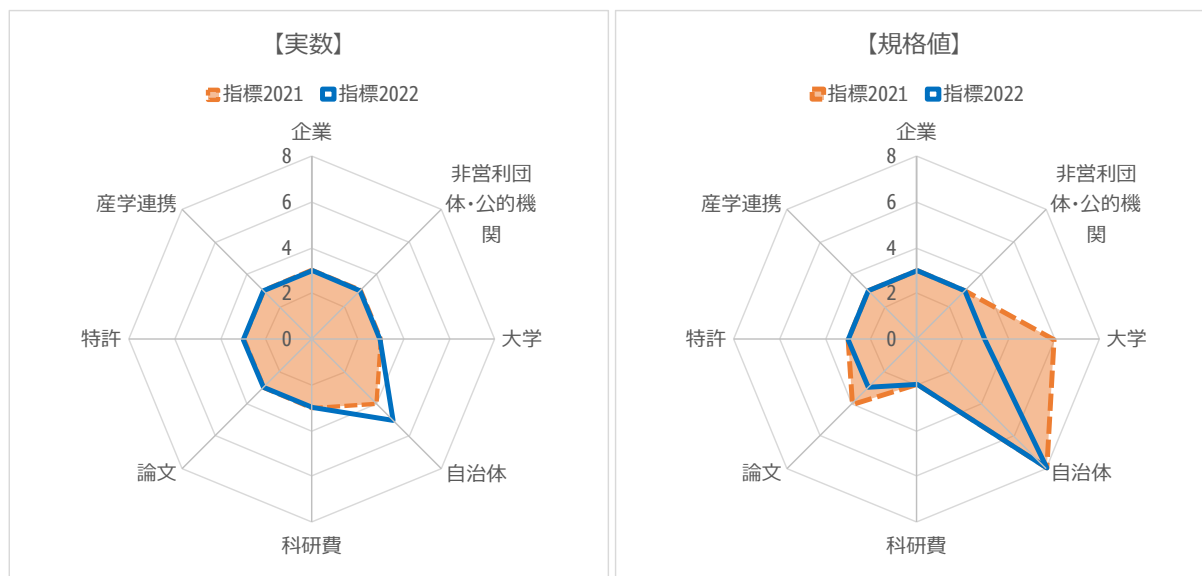 【実数】
指標2021 指標2022
企業
8
非営利団
体・公的機
関
6
4
2
0
産学連携
特許
大学
論文
自治体
科研費
【規格値】
指標2021 指標2022
企業
8
非営利団
体・公的機
関
6
4
2
0
産学連携
特許
大学
論文
自治体
科研費